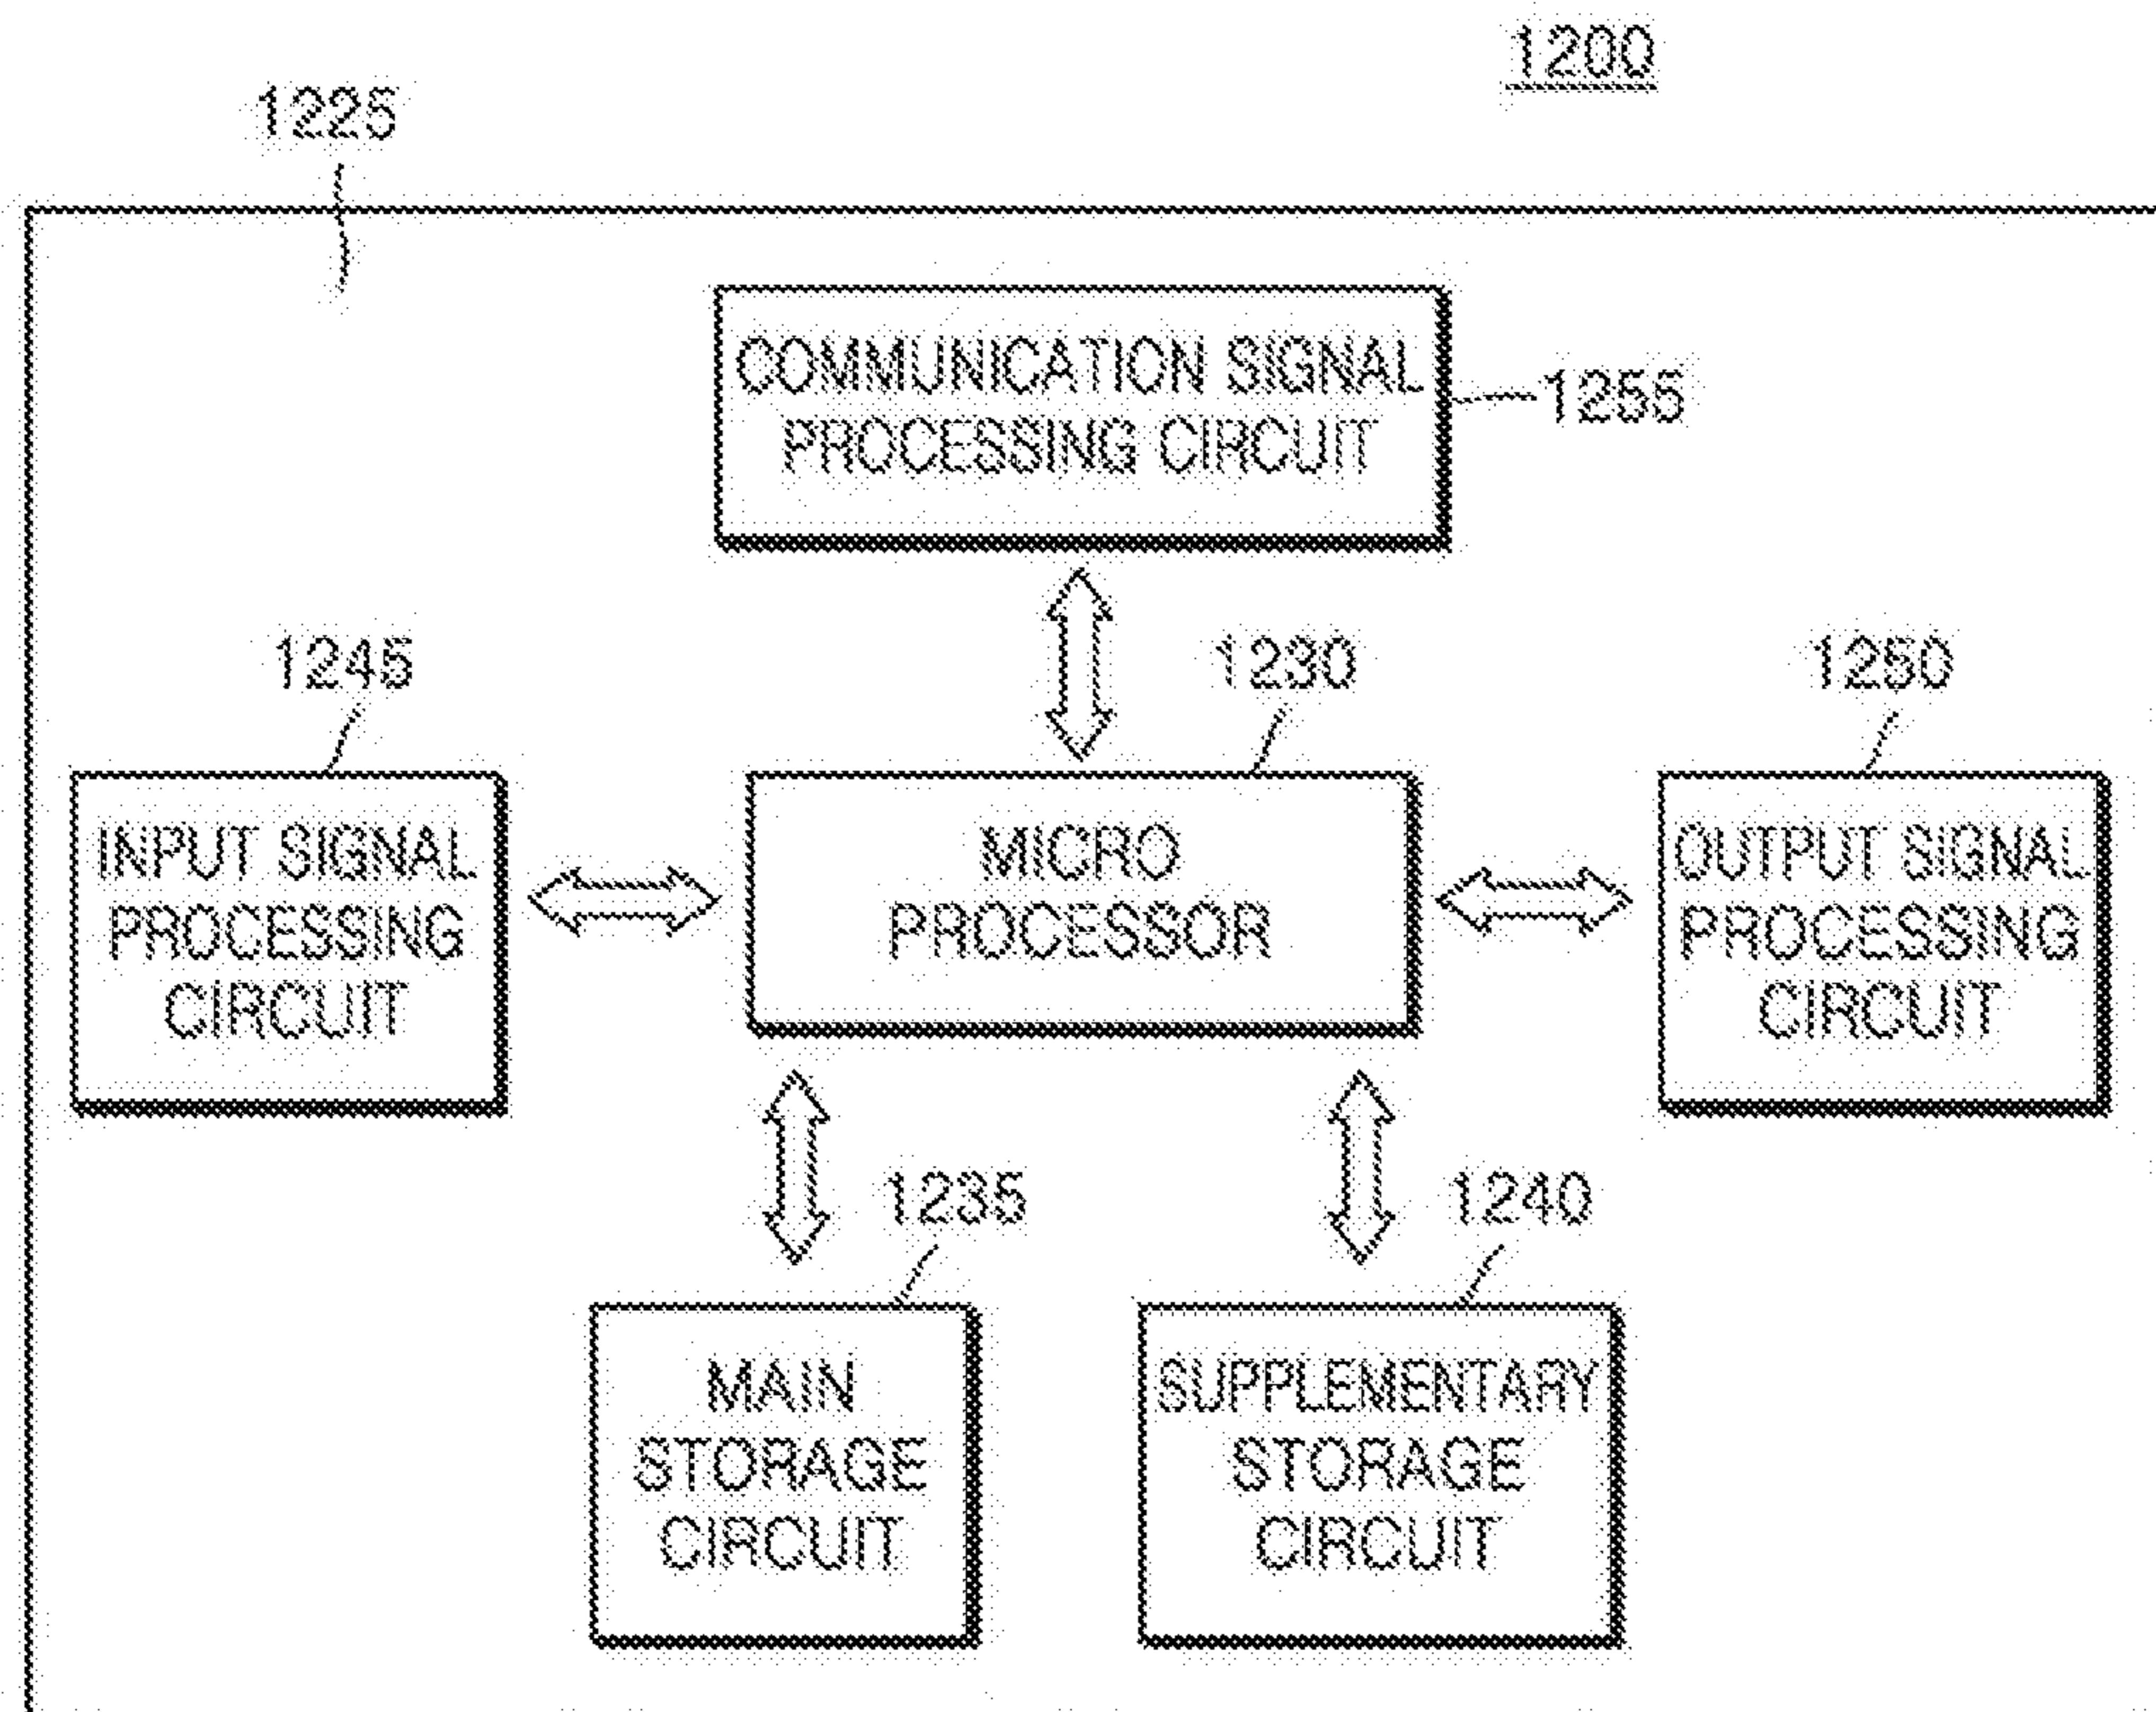 1200
1225
COMMUNICATION SIGNAL
PROCESSING CIRCUIT
1255
1245
1230
1250
INPUT SIGNAL
PROCESSING
CIRCUIT
MICRO
PROCESSOR
OUTPUT SIGNAL
PROCESSING
CIRCUIT
1235
1240
MAIN
STORAGE
CIRCUIT
SUPPLEMENTARY
STORAGE
CIRCUIT